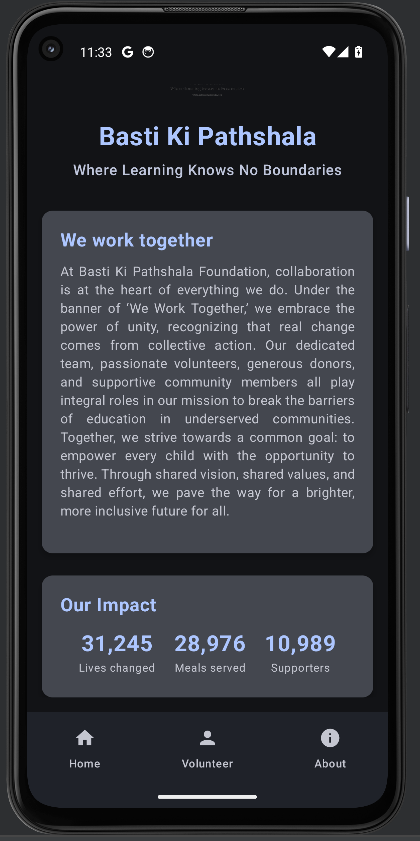 11:33
Basti Ki Pathshala
Where Learning Knows No Boundaries
We work together
At Basti Ki Pathshala Foundation, collaboration
is at the heart of everything we do. Under the
banner of ‘We Work Together,’ we embrace the
power of unity, recognizing that real change
comes from collective action. Our dedicated
team, passionate volunteers, generous donors,
and supportive community members all play
integral roles in our mission to break the barriers
of education in underserved communities.
Together, we strive towards a common goal: to
empower every child with the opportunity to
thrive. Through shared vision, shared values, and
shared effort, we pave the way for a brighter,
more inclusive future for all.
Our Impact
31,245 28,976 10,989
Lives changed Meals served Supporters
Home Volunteer About